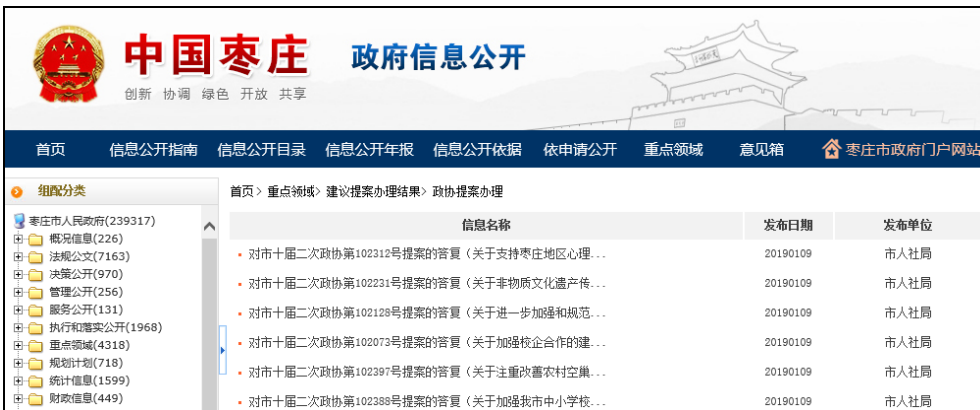 中国枣庄 政府信息公开
创新 协调 绿色 开放 共享
首页 信息公开指南 信息公开目录 信息公开年报 信息公开依据 依申请公开 重点领域 意见箱 枣庄市政府门户网站
组配分类
首页> 重点领域> 建议提案办理结果> 政协提案办理
枣庄市人民政府(239317)
概况信息(226)
法规公文(7163)
决策公开(970)
管理公开(256)
服务公开(131)
执行和落实公开(1968)
重点领域(4318)
规划计划(718)
统计信息(1599)
财政信息(449)
信息名称 发布日期 发布单位
对市十届二次政协第102312号提案的答复（关于支持枣庄地区心理... 20190109 市人社局
对市十届二次政协第102231号提案的答复（关于非物质文化遗产传... 20190109 市人社局
对市十届二次政协第102128号提案的答复（关于进一步加强和规范... 20190109 市人社局
对市十届二次政协第102073号提案的答复（关于加强校企合作的建... 20190109 市人社局
对市十届二次政协第102397号提案的答复（关于注重改善农村空巢... 20190109 市人社局
对市十届二次政协第102388号提案的答复（关于加强我市中小学校... 20190109 市人社局